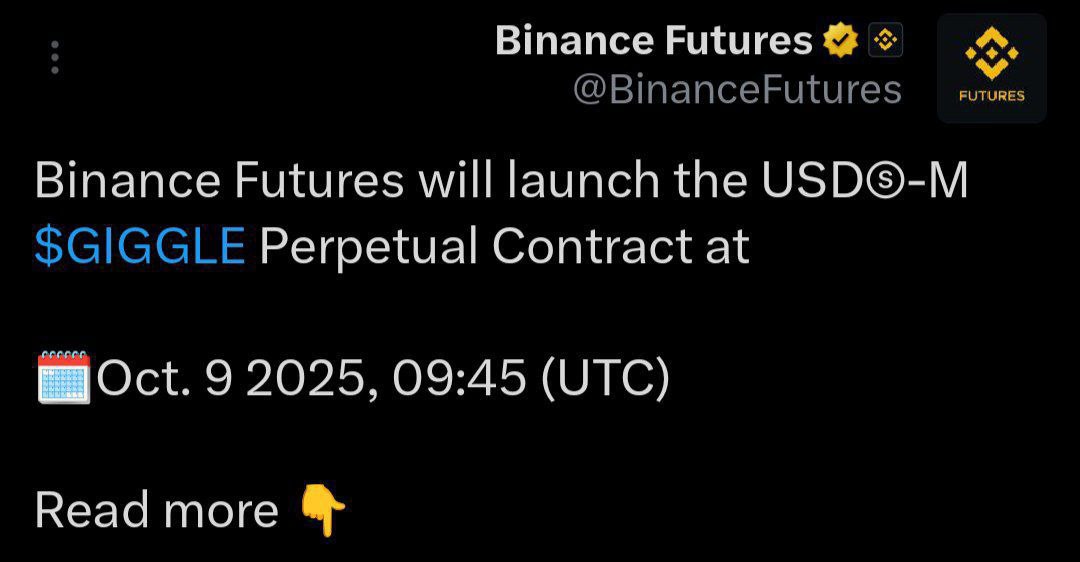 Binance Futures
@BinanceFutures
FUTURES
Binance Futures will launch the USDⓢ-M
$GIGGLE Perpetual Contract at
🗓️Oct. 9 2025, 09:45 (UTC)
Read more 👇